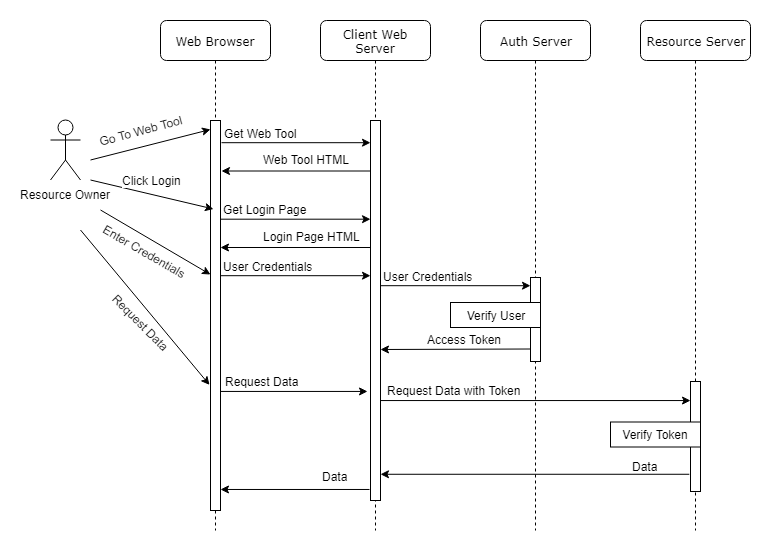 Web Browser
Client Web
Server
Auth Server
Resource Server
Go To Web Tool
Get Web Tool
Web Tool HTML
Click Login
Resource Owner
Get Login Page
Login Page HTML
Enter Credentials
User Credentials
User Credentials
Verify User
Access Token
Request Data
Request Data
Request Data with Token
Verify Token
Data
Data